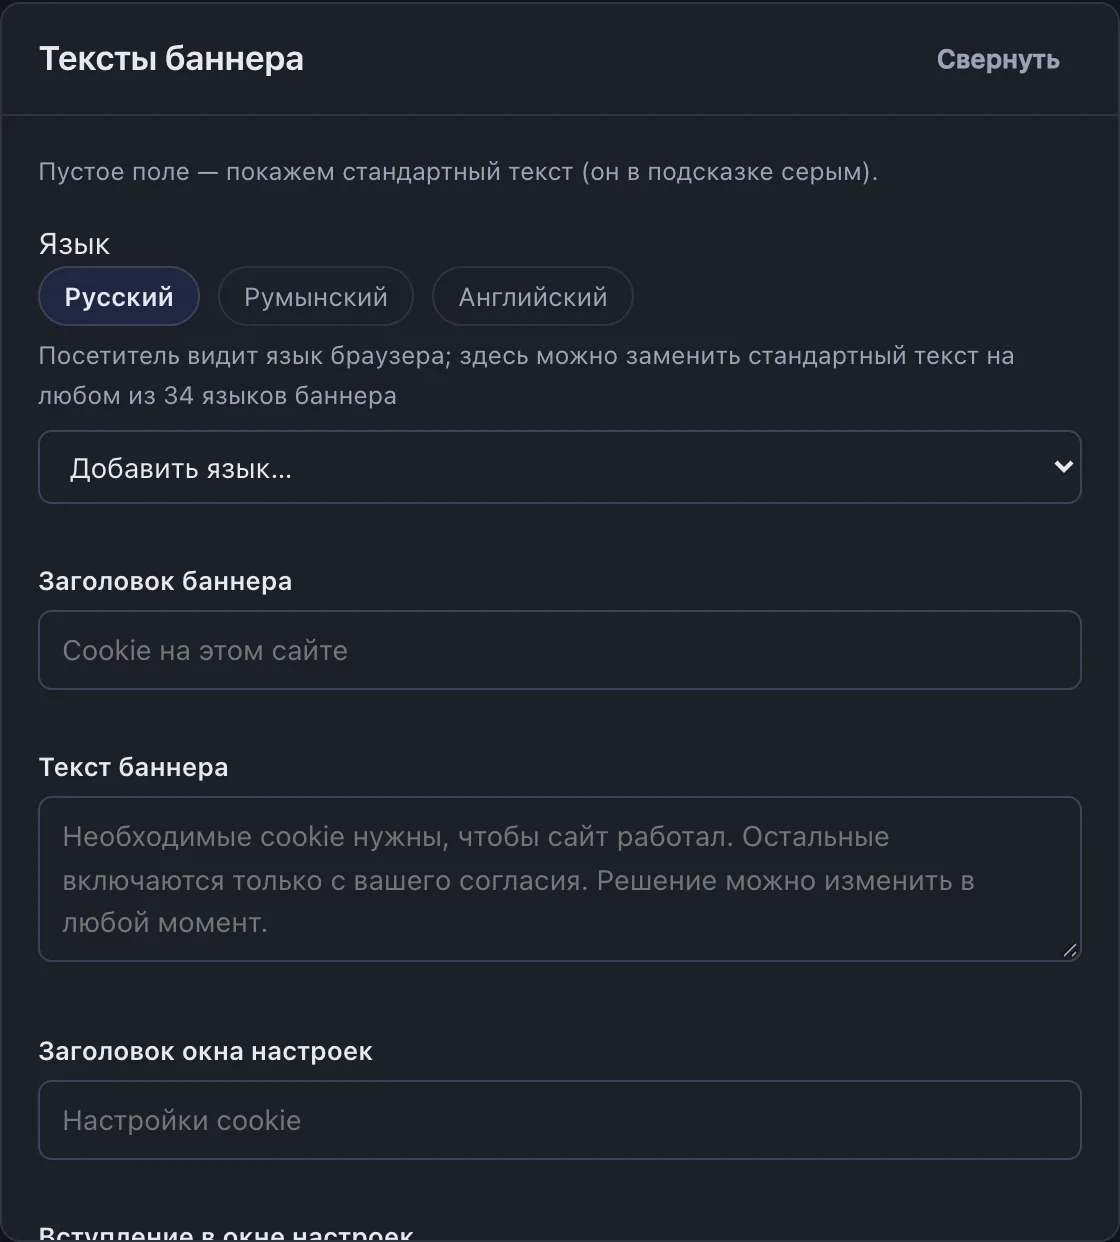 Тексты баннера
Свернуть
Пустое поле — покажем стандартный текст (он в подсказке серым).
Язык
Русский
Румынский
Английский
Посетитель видит язык браузера; здесь можно заменить стандартный текст на
любом из 34 языков баннера
Добавить язык...
Заголовок баннера
Cookie на этом сайте
Текст баннера
Необходимые cookie нужны, чтобы сайт работал. Остальные
включаются только с вашего согласия. Решение можно изменить в
любой момент.
Заголовок окна настроек
Настройки cookie
Вступление в окне настроек